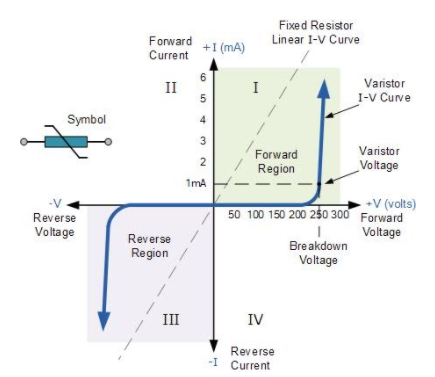 Fixed Resistor
Linear I-V Curve
Forward
Current
+I (mA)
II
I
6
5
4
3
2
1mA
Varistor
I-V Curve
Symbol
Forward
Region
Varistor
Voltage
-V
Reverse
Voltage
50 100 150 200 250 300
+V (volts)
Forward
Voltage
Breakdown
Voltage
Reverse
Region
III
IV
-I
Reverse
Current